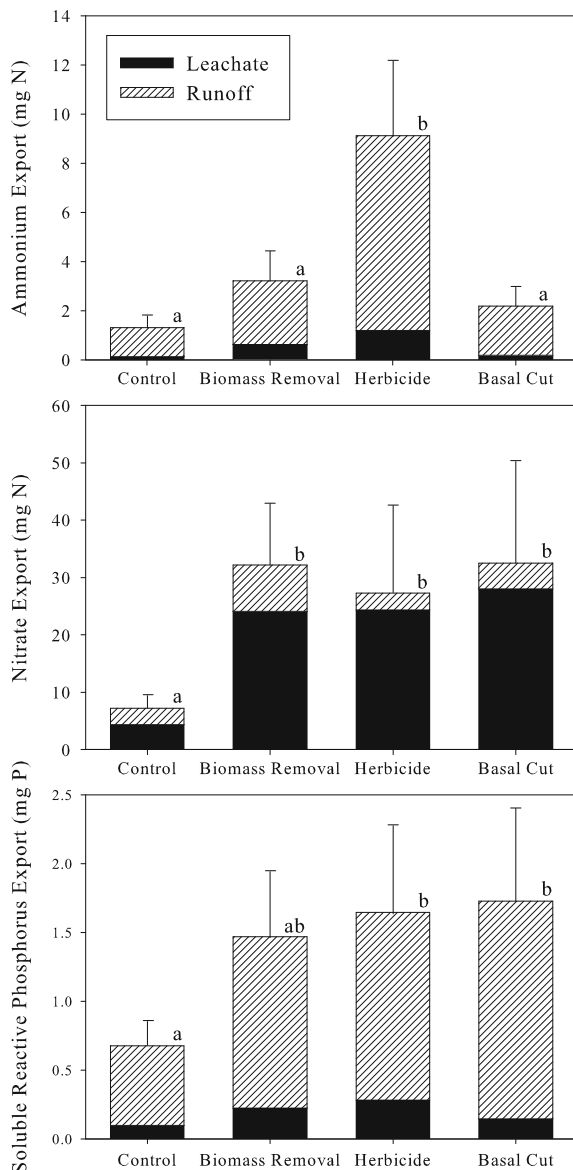 Ammonium Export (mg N)
14
12
10
8
6
4
2
0
Leachate
Runoff
a
a
b
a
Control Biomass Removal Herbicide Basal Cut
Nitrate Export (mg N)
60
50
40
30
20
10
0
a
b
b
b
Control Biomass Removal Herbicide Basal Cut
Soluble Reactive Phosphorus Export (mg P)
2.5
2.0
1.5
1.0
0.5
0.0
a
ab
b
b
Control Biomass Removal Herbicide Basal Cut